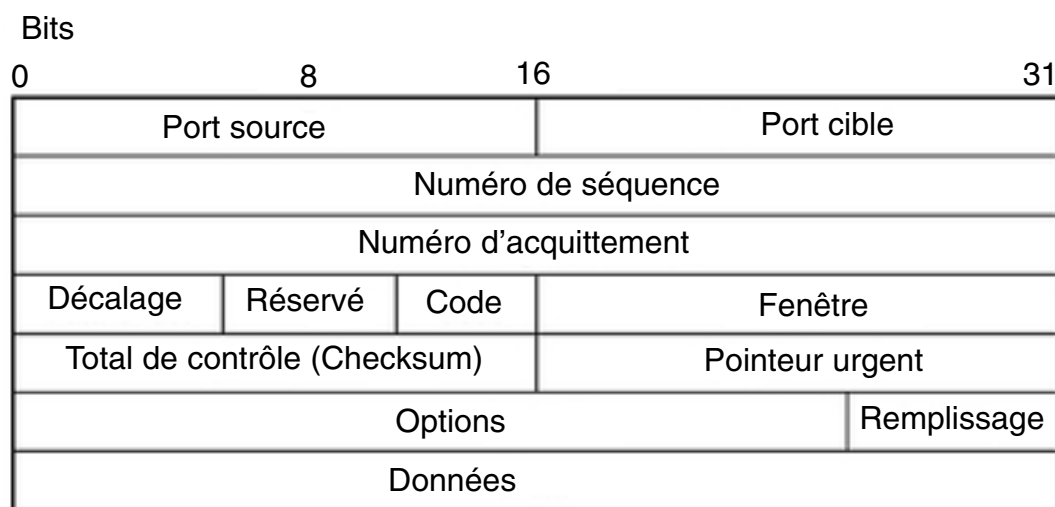 Bits
0 8 16 31
Port source Port cible
Numéro de séquence
Numéro d'acquittement
Décalage Réservé Code Fenêtre
Total de contrôle (Checksum) Pointeur urgent
Options Remplissage
Données